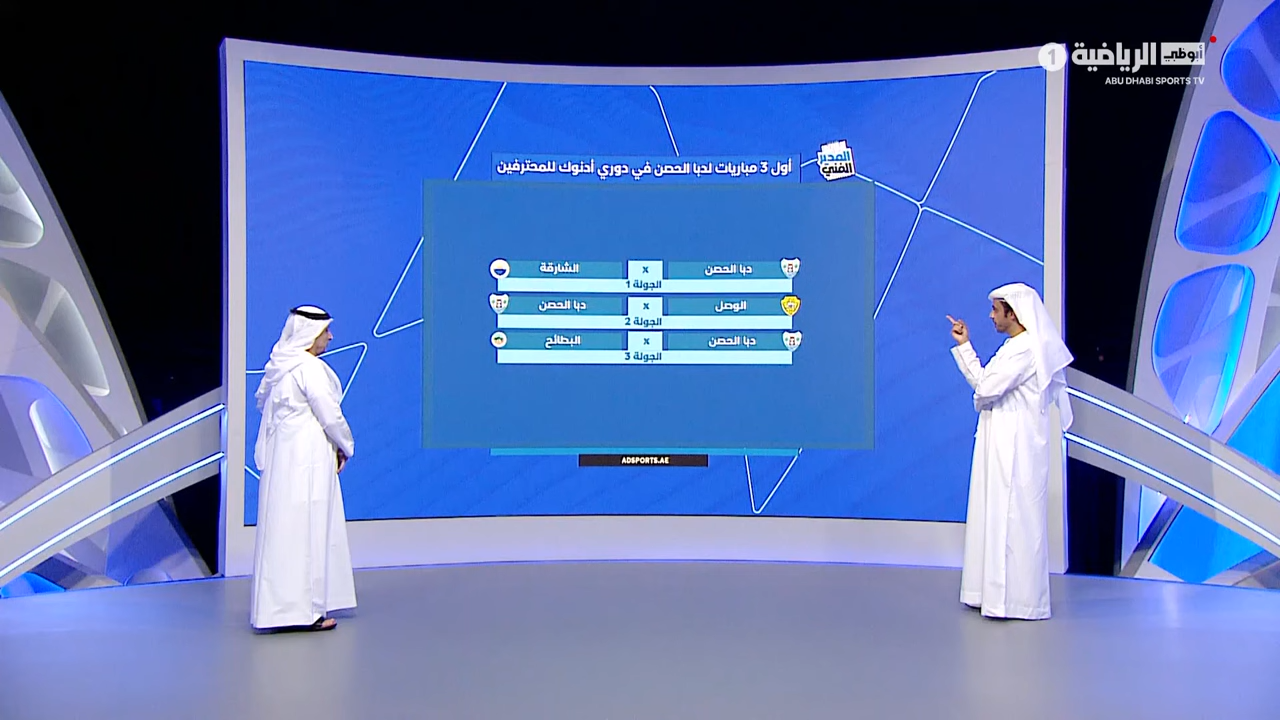 1 الرياضية أبوظبي
ABU DHABI SPORTS TV
المدير
الفني
أول 3 مباريات لدبا الحصن في دوري أدنوك للمحترفين
دبا الحصن x الشارقة
الجولة 1
الوصل x دبا الحصن
الجولة 2
دبا الحصن x البطائح
الجولة 3
ADSPORTS.AE